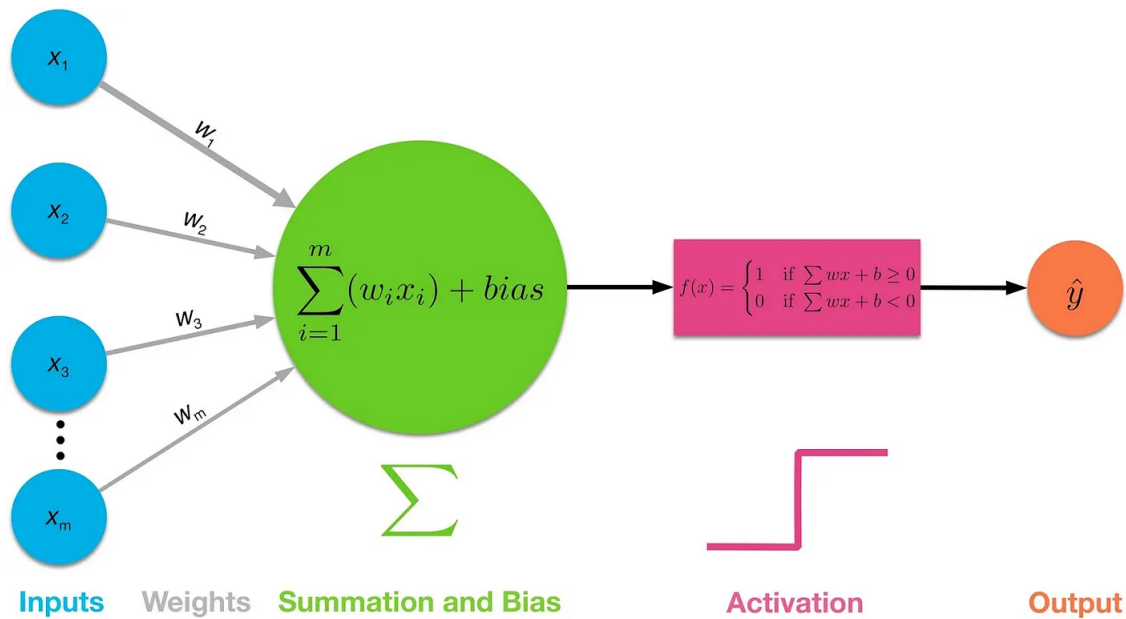 x₁
w₁
x₂
w₂
x₃
w₃
xₘ
wₘ
m
∑(wᵢxᵢ) + bias
i=1
f(x) = {1 if ∑ wx + b ≥ 0
0 if ∑ wx + b < 0
ŷ
∑
Inputs Weights Summation and Bias Activation Output